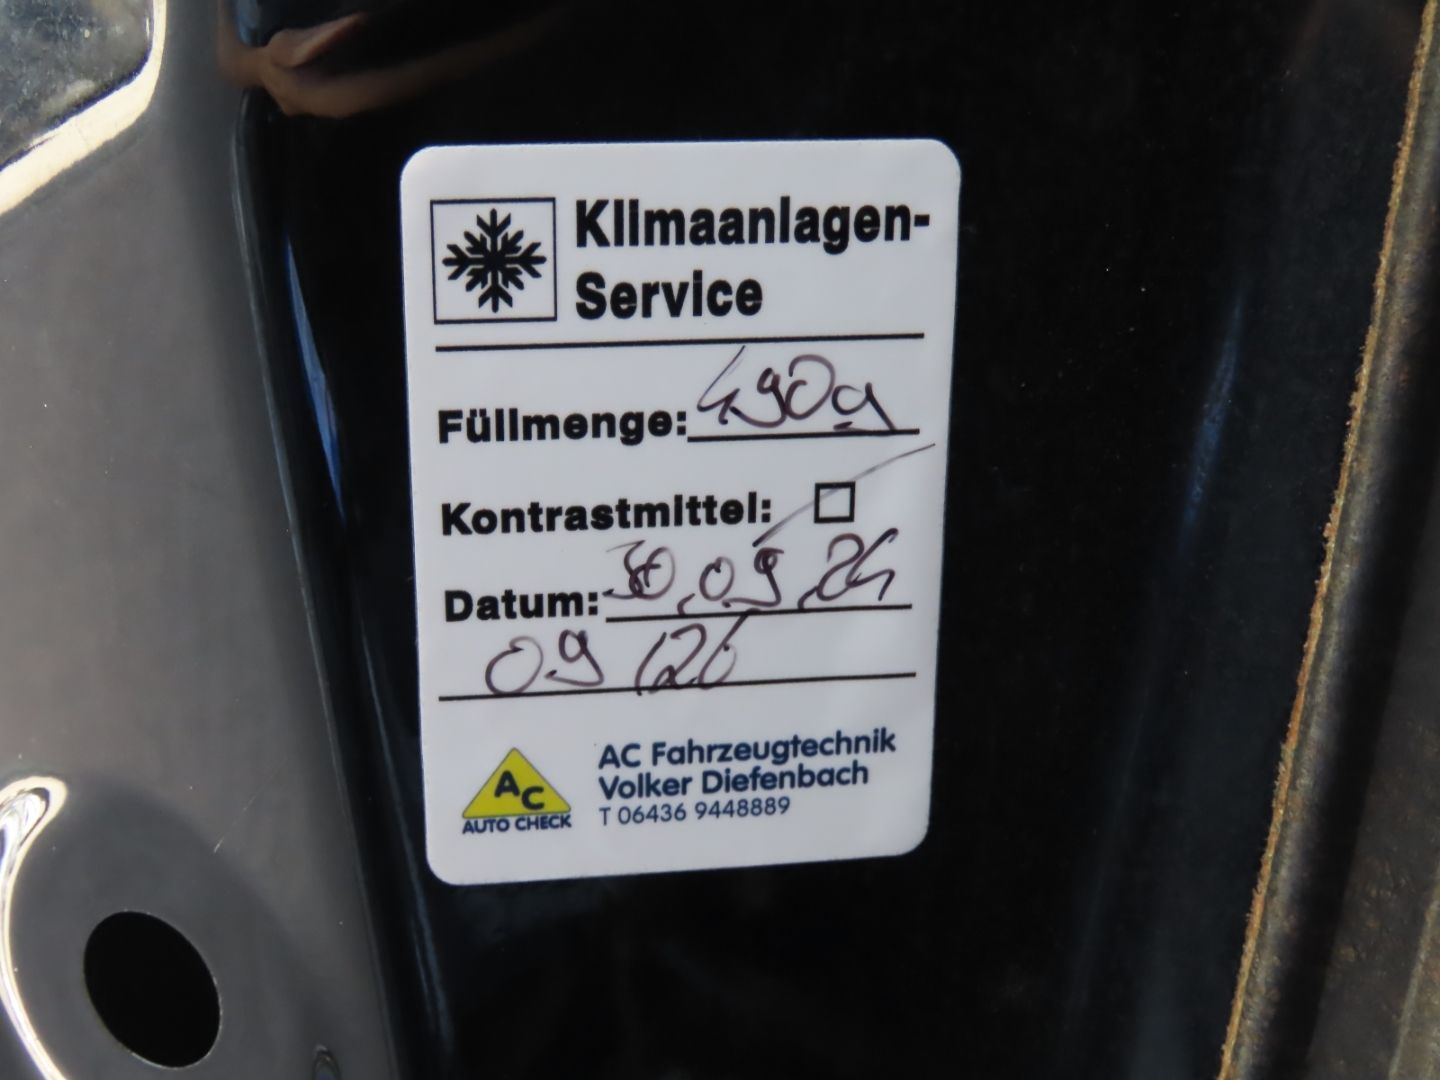 Klimaanlagen-
Service
Füllmenge: 490g
Kontrastmittel:
Datum: 30.09.24
09/26
AC
AUTO CHECK
AC Fahrzeugtechnik
Volker Diefenbach
T 06436 9448889